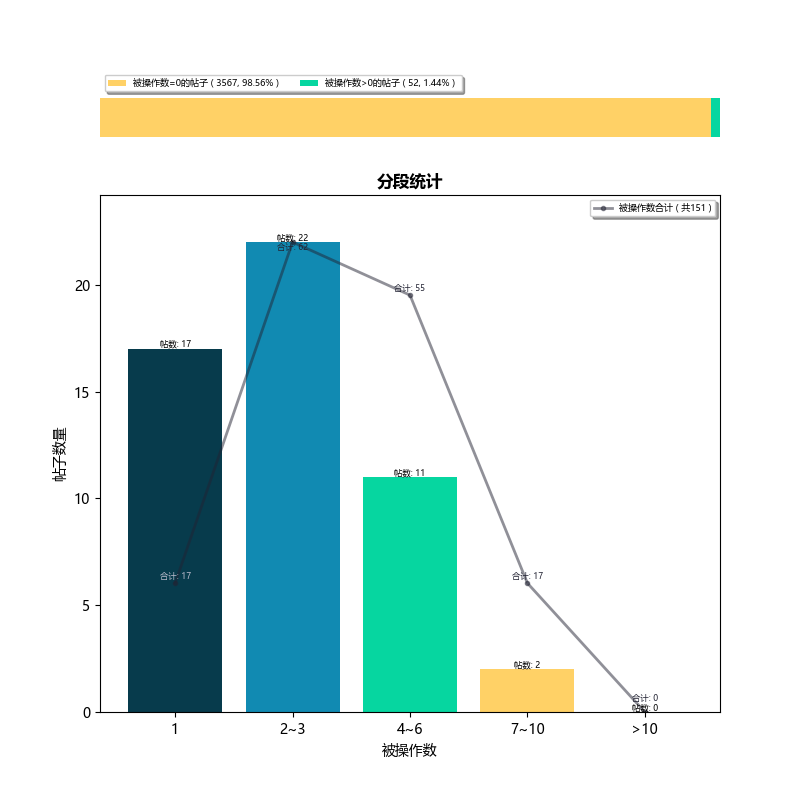 被操作数=0的帖子 ( 3567, 98.56% ) 被操作数>0的帖子 ( 52, 1.44% )
分段统计
被操作数合计 ( 共151 )
帖子数量
20
15
10
5
0
帖数: 22
合计: 62
合计: 55
帖数: 17
帖数: 11
合计: 17
合计: 17
帖数: 2
合计: 0
帖数: 0
1 2~3 4~6 7~10 >10
被操作数